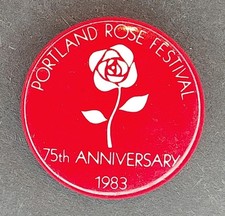 PORTLAND ROSE FESTIVAL
75th ANNIVERSARY
1983